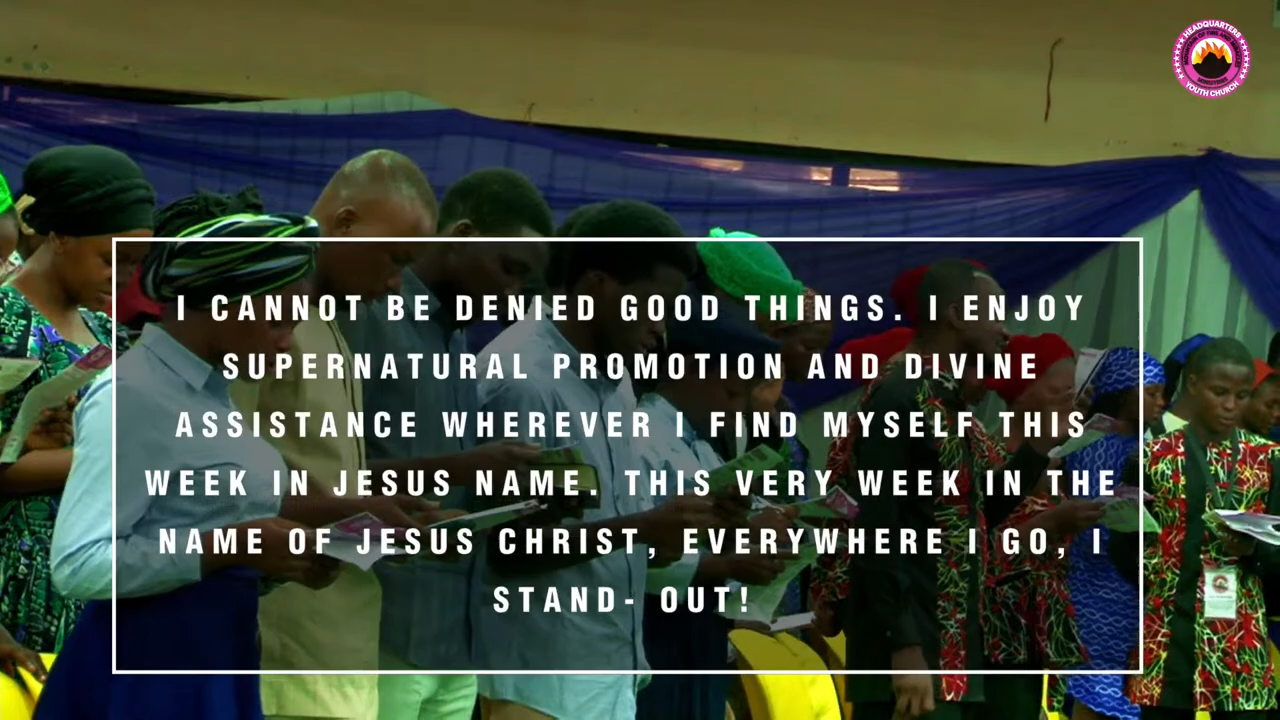 HEADQUARTERS
YOUTH CHURCH
I CANNOT BE DENIED GOOD THINGS. I ENJOY
SUPERNATURAL PROMOTION AND DIVINE
ASSISTANCE WHEREVER I FIND MYSELF THIS
WEEK IN JESUS NAME. THIS VERY WEEK IN THE
NAME OF JESUS CHRIST, EVERYWHERE I GO, I
STAND- OUT!